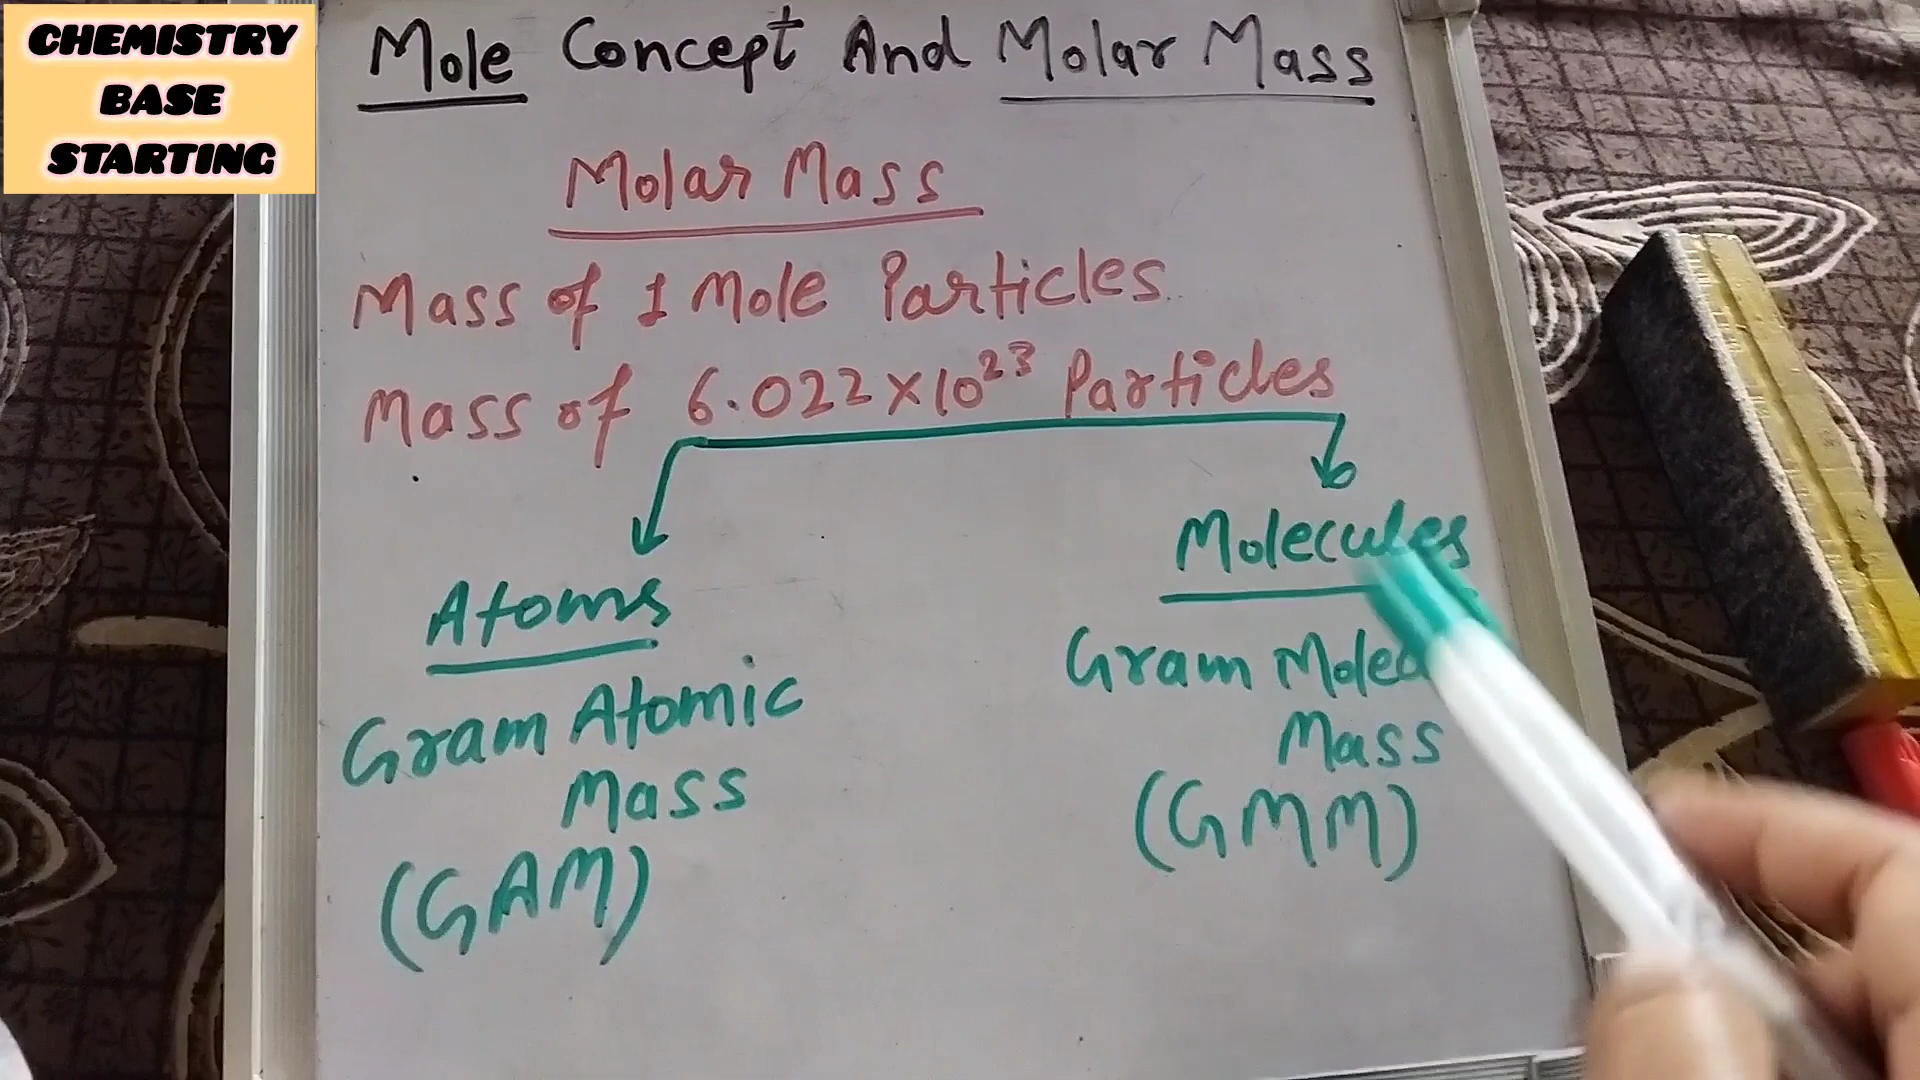 CHEMISTRY
BASE
STARTING
Mole Concept And Molar Mass
Molar Mass
Mass of 1 Mole Particles
Mass of 6.022×10²³ Particles
Atoms
Gram Atomic
Mass
(GAM)
Molecules
Gram
Mass
(GMM)